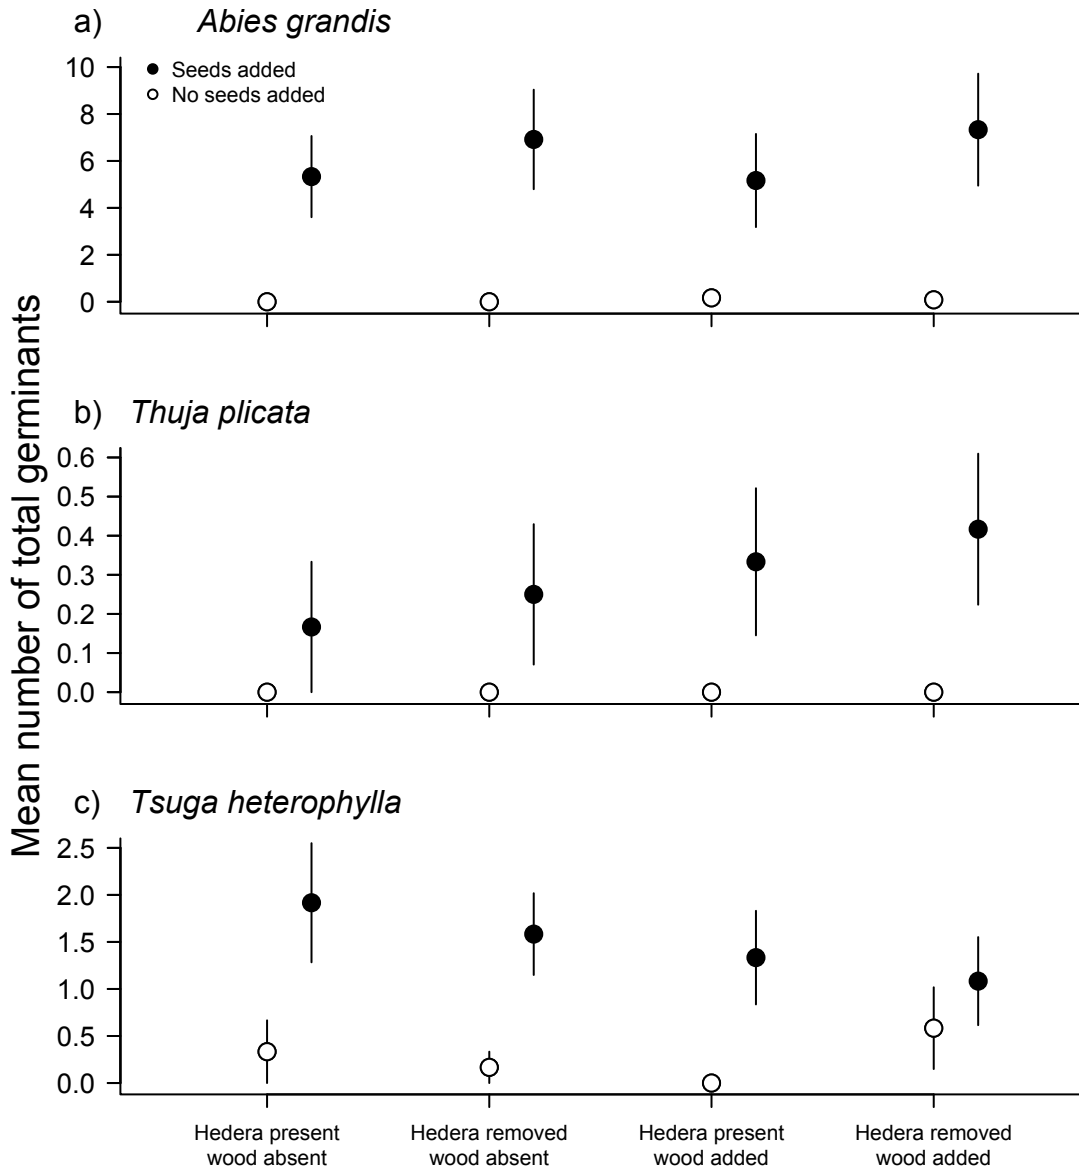 a) Abies grandis
Seeds added
No seeds added
10
8
6
4
2
0
Mean number of total germinants
b) Thuja plicata
0.6
0.5
0.4
0.3
0.2
0.1
0.0
c) Tsuga heterophylla
2.5
2.0
1.5
1.0
0.5
0.0
Hedera present
wood absent
Hedera removed
wood absent
Hedera present
wood added
Hedera removed
wood added